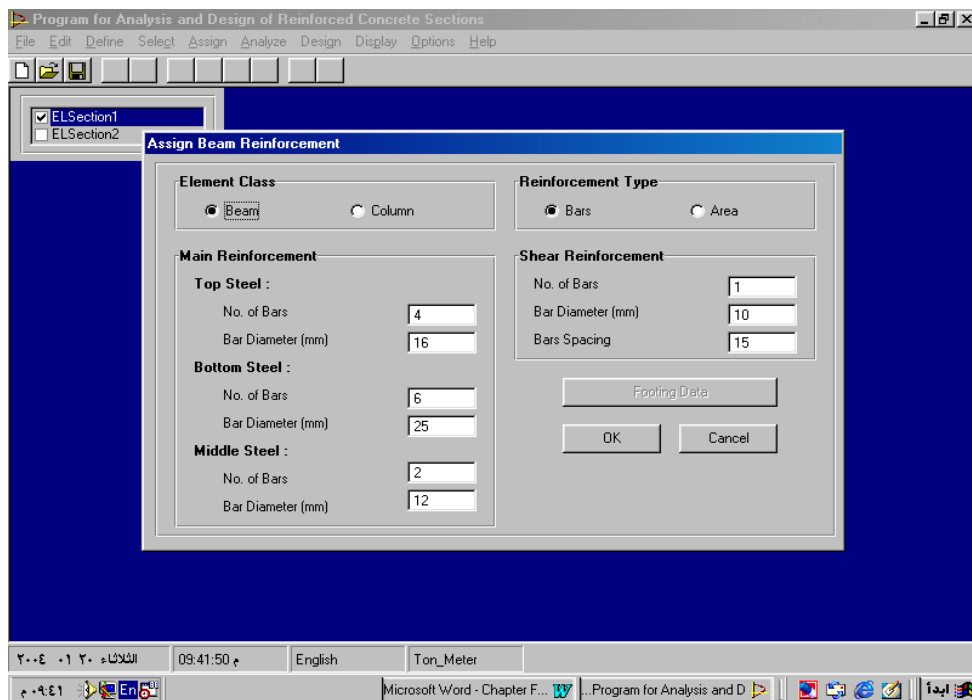 Program for Analysis and Design of Reinforced Concrete Sections
File Edit Define Select Assign Analyze Design Display Options Help
ELSection1
ELSection2
Assign Beam Reinforcement
Element Class
Beam Column
Reinforcement Type
Bars Area
Main Reinforcement
Top Steel :
No. of Bars 4
Bar Diameter (mm) 16
Bottom Steel :
No. of Bars 6
Bar Diameter (mm) 25
Middle Steel :
No. of Bars 2
Bar Diameter (mm) 12
Shear Reinforcement
No. of Bars 1
Bar Diameter (mm) 10
Bars Spacing 15
Footing Data
OK Cancel
الثلاثاء ٢٠ ٠١ ٢٠٠٤ 09:41:50 م English Ton_Meter
٠٩:٤١ م En Microsoft Word - Chapter F... ...Program for Analysis and D ابدأ